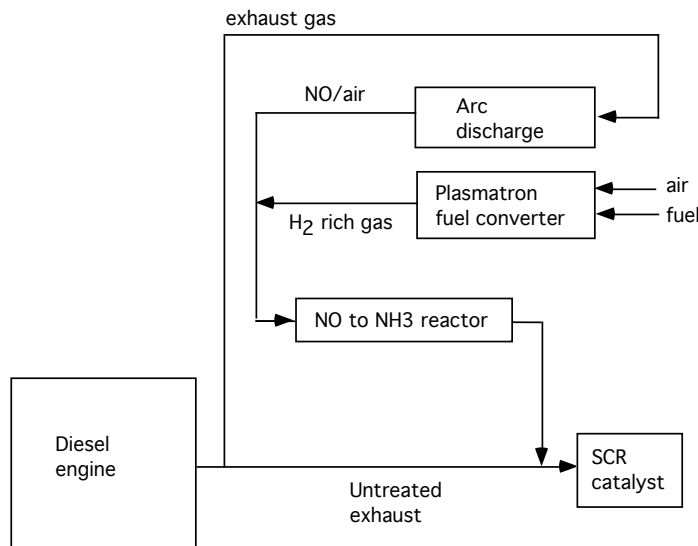 exhaust gas
NO/air
Arc
discharge
Plasmatron
fuel converter
air
fuel
H2 rich gas
NO to NH3 reactor
Diesel
engine
SCR
catalyst
Untreated
exhaust